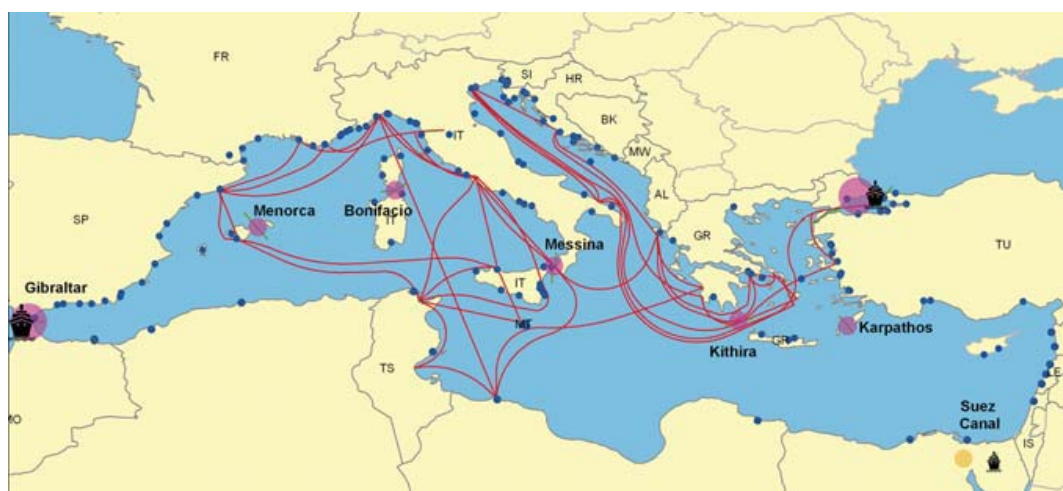 FR
SI
HR
BK
IT
MW
AL
SP
Menorca
Bonifacio
IT
Messina
GR
TU
Gibraltar
IT
MT
Kithira
GR
Karpathos
TS
MO
Suez
Canal
IS